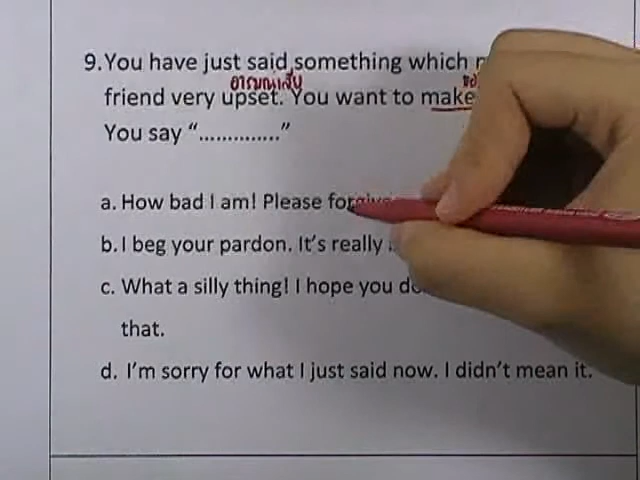 9. You have just said something which
อารมณ์เสีย
friend very upset. You want to make
You say “..............”
a. How bad I am! Please forgive
b. I beg your pardon. It’s really
c. What a silly thing! I hope you
that.
d. I’m sorry for what I just said now. I didn’t mean it.